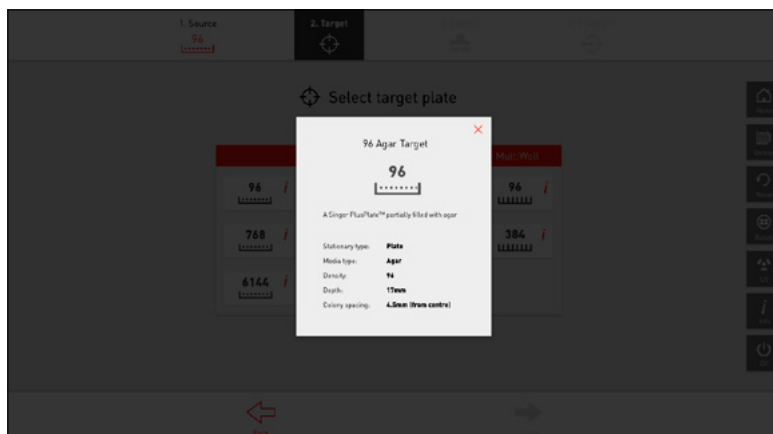 1. Source
96
2. Target
Select target plate
96 Agar Target
96
A Singer PlusPlate™ partially filled with agar
Stationary type: Plate
Media type: Agar
Density: 96
Depth: 17mm
Colony spacing: 4.5mm (from centre)
Multi Well
96 i
768 i
6144 i
96 i
384 i
i
Back